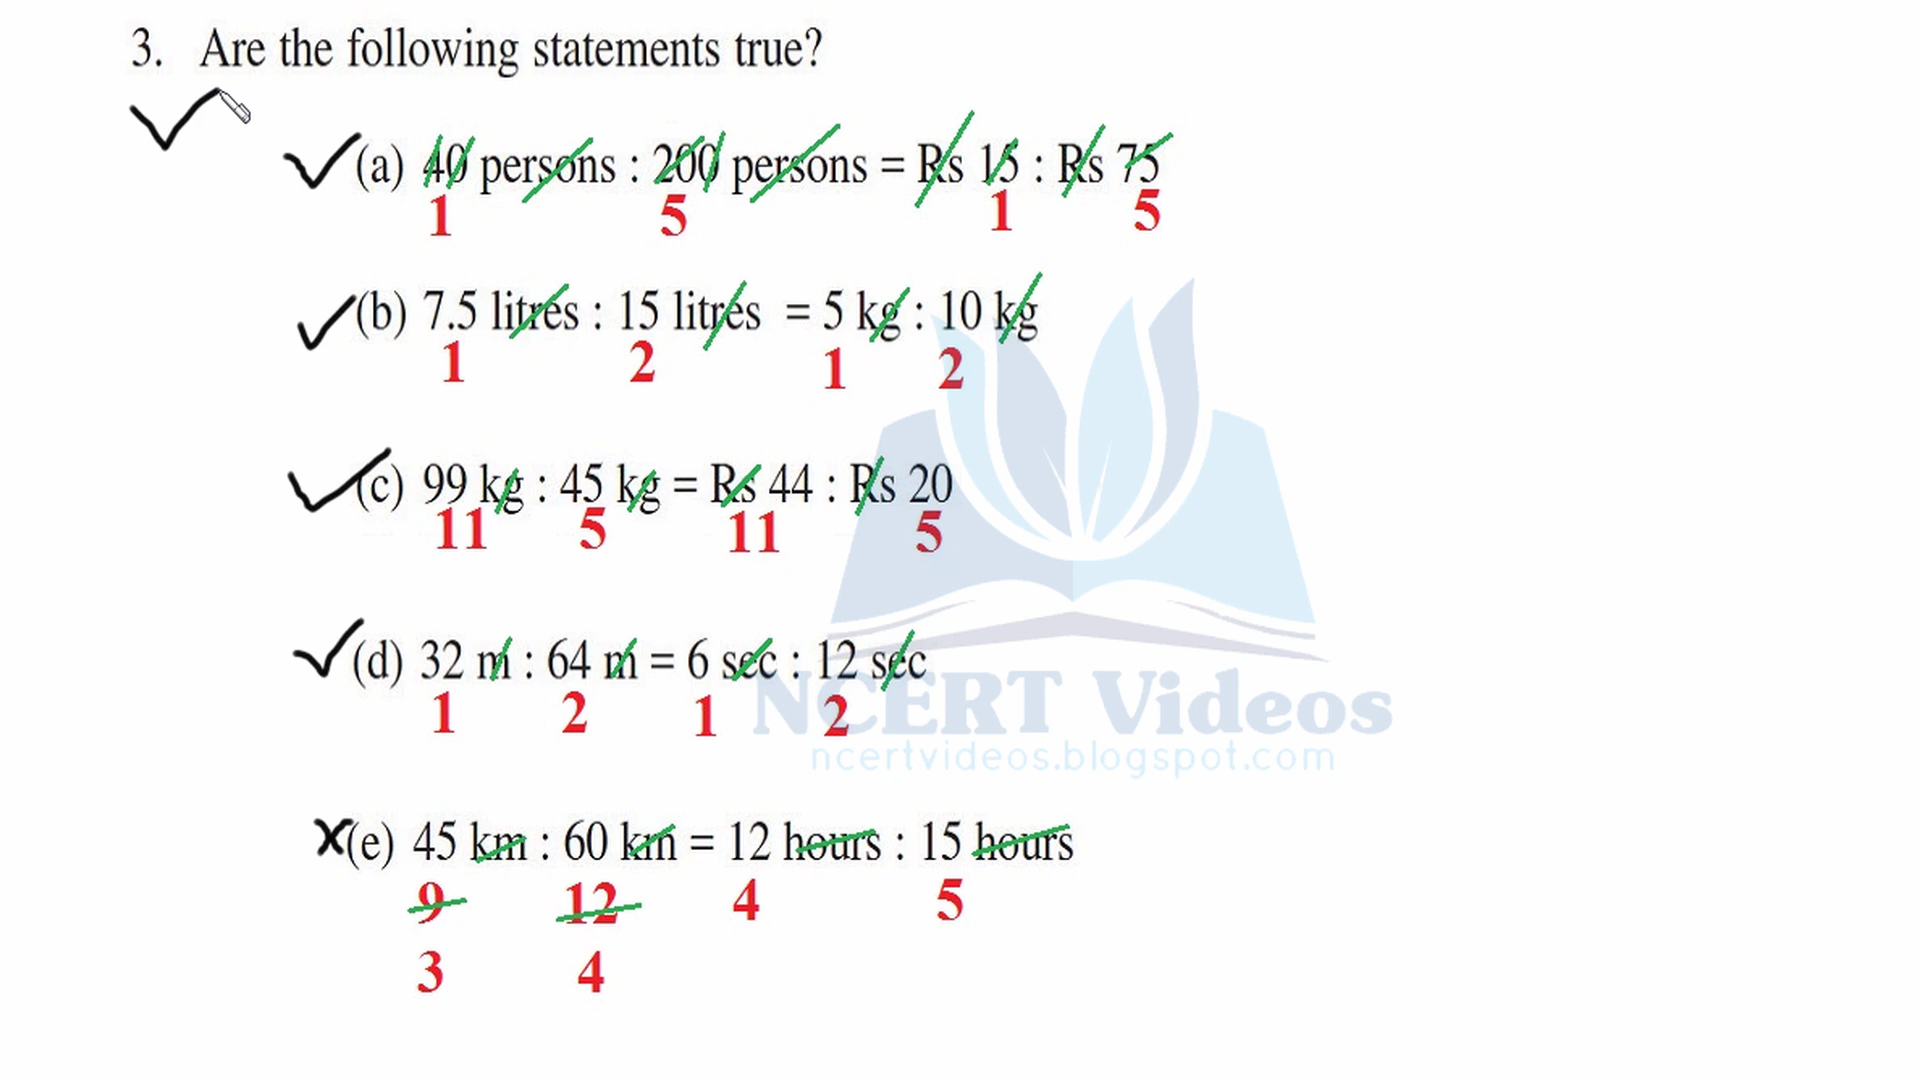 3. Are the following statements true?
(a) 40 persons : 200 persons = Rs 15 : Rs 75
1 5 1 5
(b) 7.5 litres : 15 litres = 5 kg : 10 kg
1 2 1 2
(c) 99 kg : 45 kg = Rs 44 : Rs 20
11 5 11 5
(d) 32 m : 64 m = 6 sec : 12 sec
1 2 1 2
NCERT Videos
ncertvideos.blogspot.com
(e) 45 km : 60 km = 12 hours : 15 hours
9 12 4 5
3 4